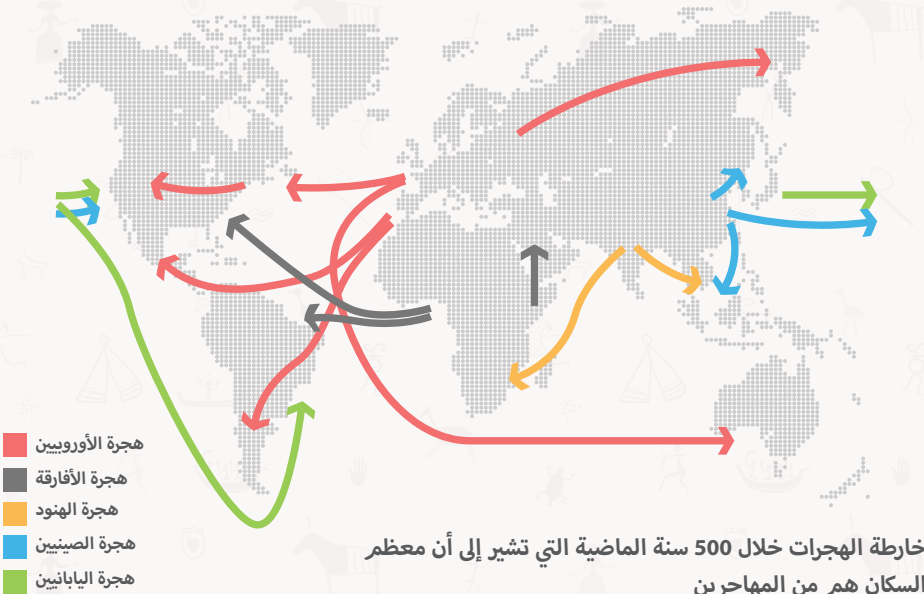 هجرة الأوروبيين
هجرة الأفارقة
هجرة الهنود
هجرة الصينيين
هجرة اليابانيين
خارطة الهجرات خلال 500 سنة الماضية التي تشير إلى أن معظم
السكان هم من المهاجرين